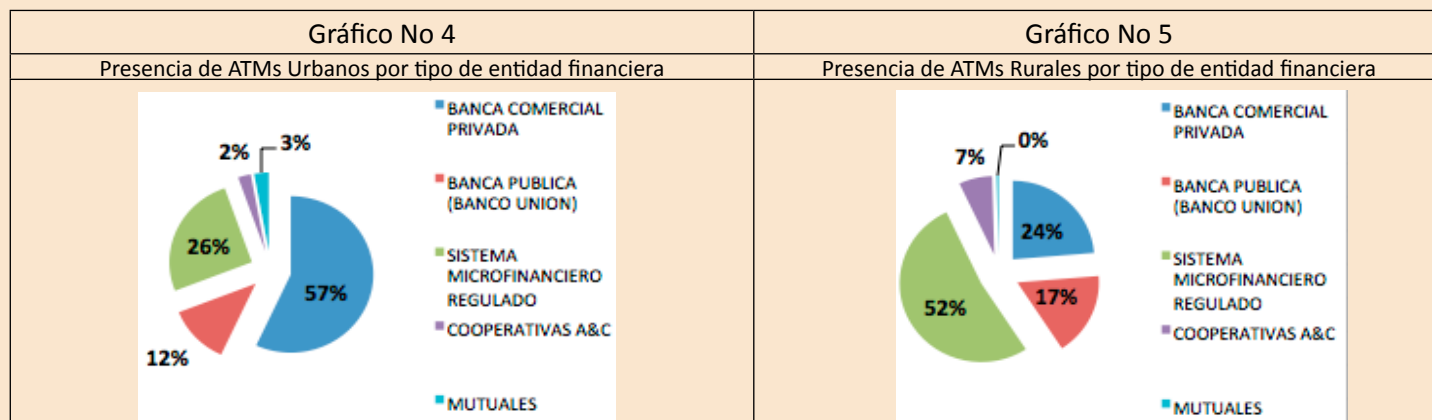 Gráfico No 4
Presencia de ATMs Urbanos por tipo de entidad financiera
2%
3%
26%
57%
12%
BANCA COMERCIAL
PRIVADA
BANCA PUBLICA
(BANCO UNION)
SISTEMA
MICROFINANCIERO
REGULADO
COOPERATIVAS A&C
MUTUALES
Gráfico No 5
Presencia de ATMs Rurales por tipo de entidad financiera
7%
0%
24%
52%
17%
BANCA COMERCIAL
PRIVADA
BANCA PUBLICA
(BANCO UNION)
SISTEMA
MICROFINANCIERO
REGULADO
COOPERATIVAS A&C
MUTUALES